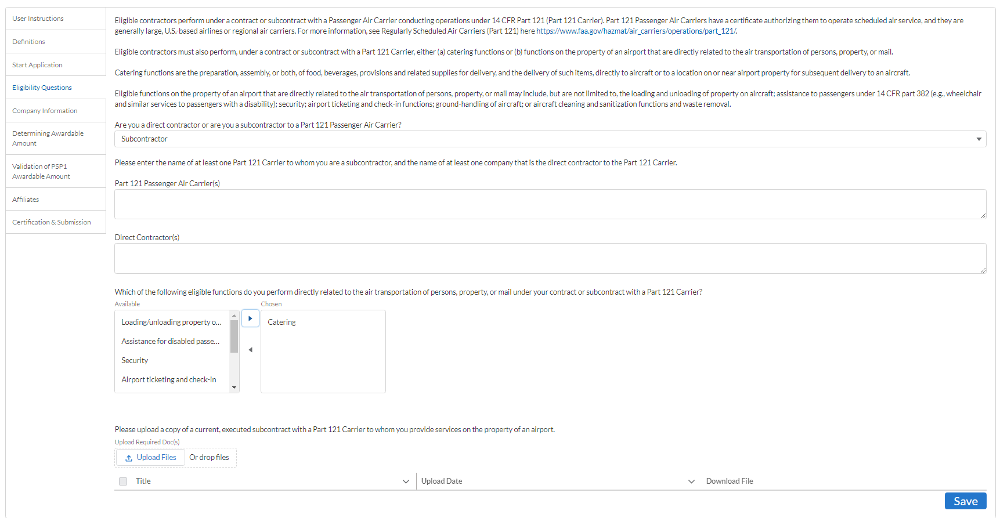 User Instructions
Definitions
Start Application
Eligibility Questions
Company Information
Determining Awardable
Amount
Validation of PSP1
Awardable Amount
Affiliates
Certification & Submission
Eligible contractors perform under a contract or subcontract with a Passenger Air Carrier conducting operations under 14 CFR Part 121 (Part 121 Carrier). Part 121 Passenger Air Carriers have a certificate authorizing them to operate scheduled air service, and they are
generally large, U.S.-based airlines or regional air carriers. For more information, see Regularly Scheduled Air Carriers (Part 121) here https://www.faa.gov/hazmat/air_carriers/operations/part_121/.
Eligible contractors must also perform, under a contract or subcontract with a Part 121 Carrier, either (a) catering functions or (b) functions on the property of an airport that are directly related to the air transportation of persons, property, or mail.
Catering functions are the preparation, assembly, or both, of food, beverages, provisions and related supplies for delivery, and the delivery of such items, directly to aircraft or to a location on or near airport property for subsequent delivery to an aircraft.
Eligible functions on the property of an airport that are directly related to the air transportation of persons, property, or mail may include, but are not limited to, the loading and unloading of property on aircraft; assistance to passengers under 14 CFR part 382 (e.g., wheelchair
and similar services to passengers with a disability); security; airport ticketing and check-in functions; ground-handling of aircraft; or aircraft cleaning and sanitization functions and waste removal.
Are you a direct contractor or are you a subcontractor to a Part 121 Passenger Air Carrier?
Subcontractor
Please enter the name of at least one Part 121 Carrier to whom you are a subcontractor, and the name of at least one company that is the direct contractor to the Part 121 Carrier.
Part 121 Passenger Air Carrier(s)
Direct Contractor(s)
Which of the following eligible functions do you perform directly related to the air transportation of persons, property, or mail under your contract or subcontract with a Part 121 Carrier?
Available
Loading/unloading property o...
Assistance for disabled passe...
Security
Airport ticketing and check-in
Chosen
Catering
Please upload a copy of a current, executed subcontract with a Part 121 Carrier to whom you provide services on the property of an airport.
Upload Required Doc(s)
Upload Files Or drop files
Title Upload Date Download File
Save